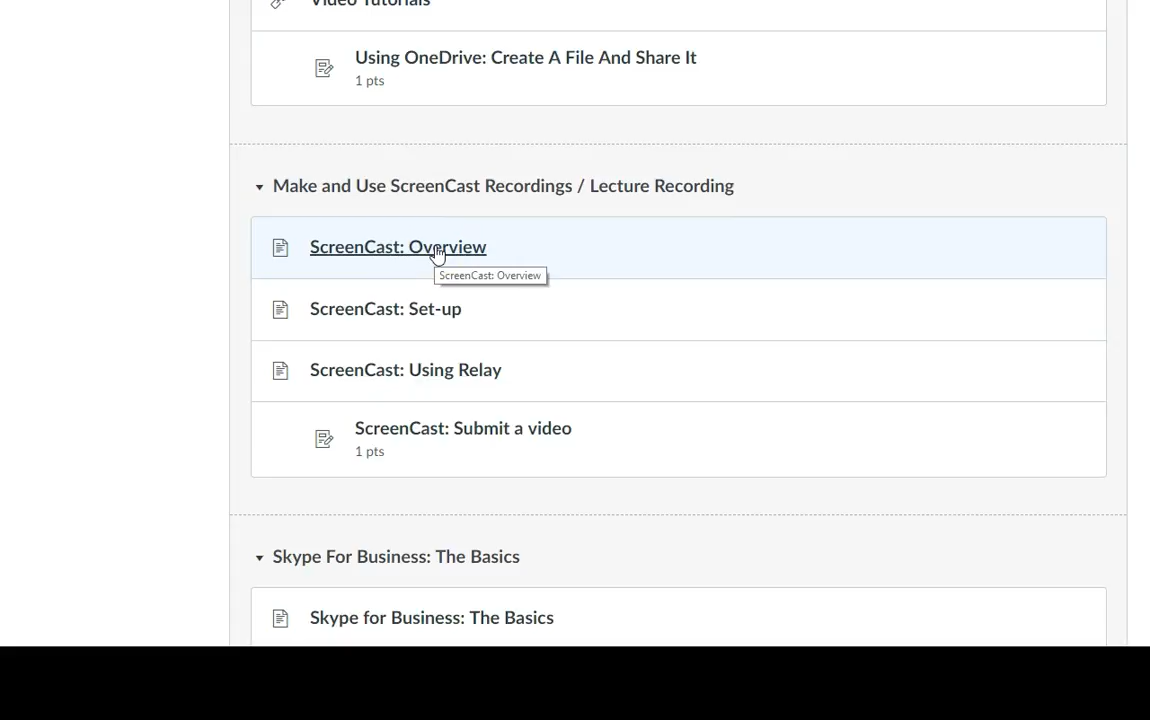 Video Tutorials
Using OneDrive: Create A File And Share It
1 pts
Make and Use ScreenCast Recordings / Lecture Recording
ScreenCast: Overview
ScreenCast: Overview
ScreenCast: Set-up
ScreenCast: Using Relay
ScreenCast: Submit a video
1 pts
Skype For Business: The Basics
Skype for Business: The Basics